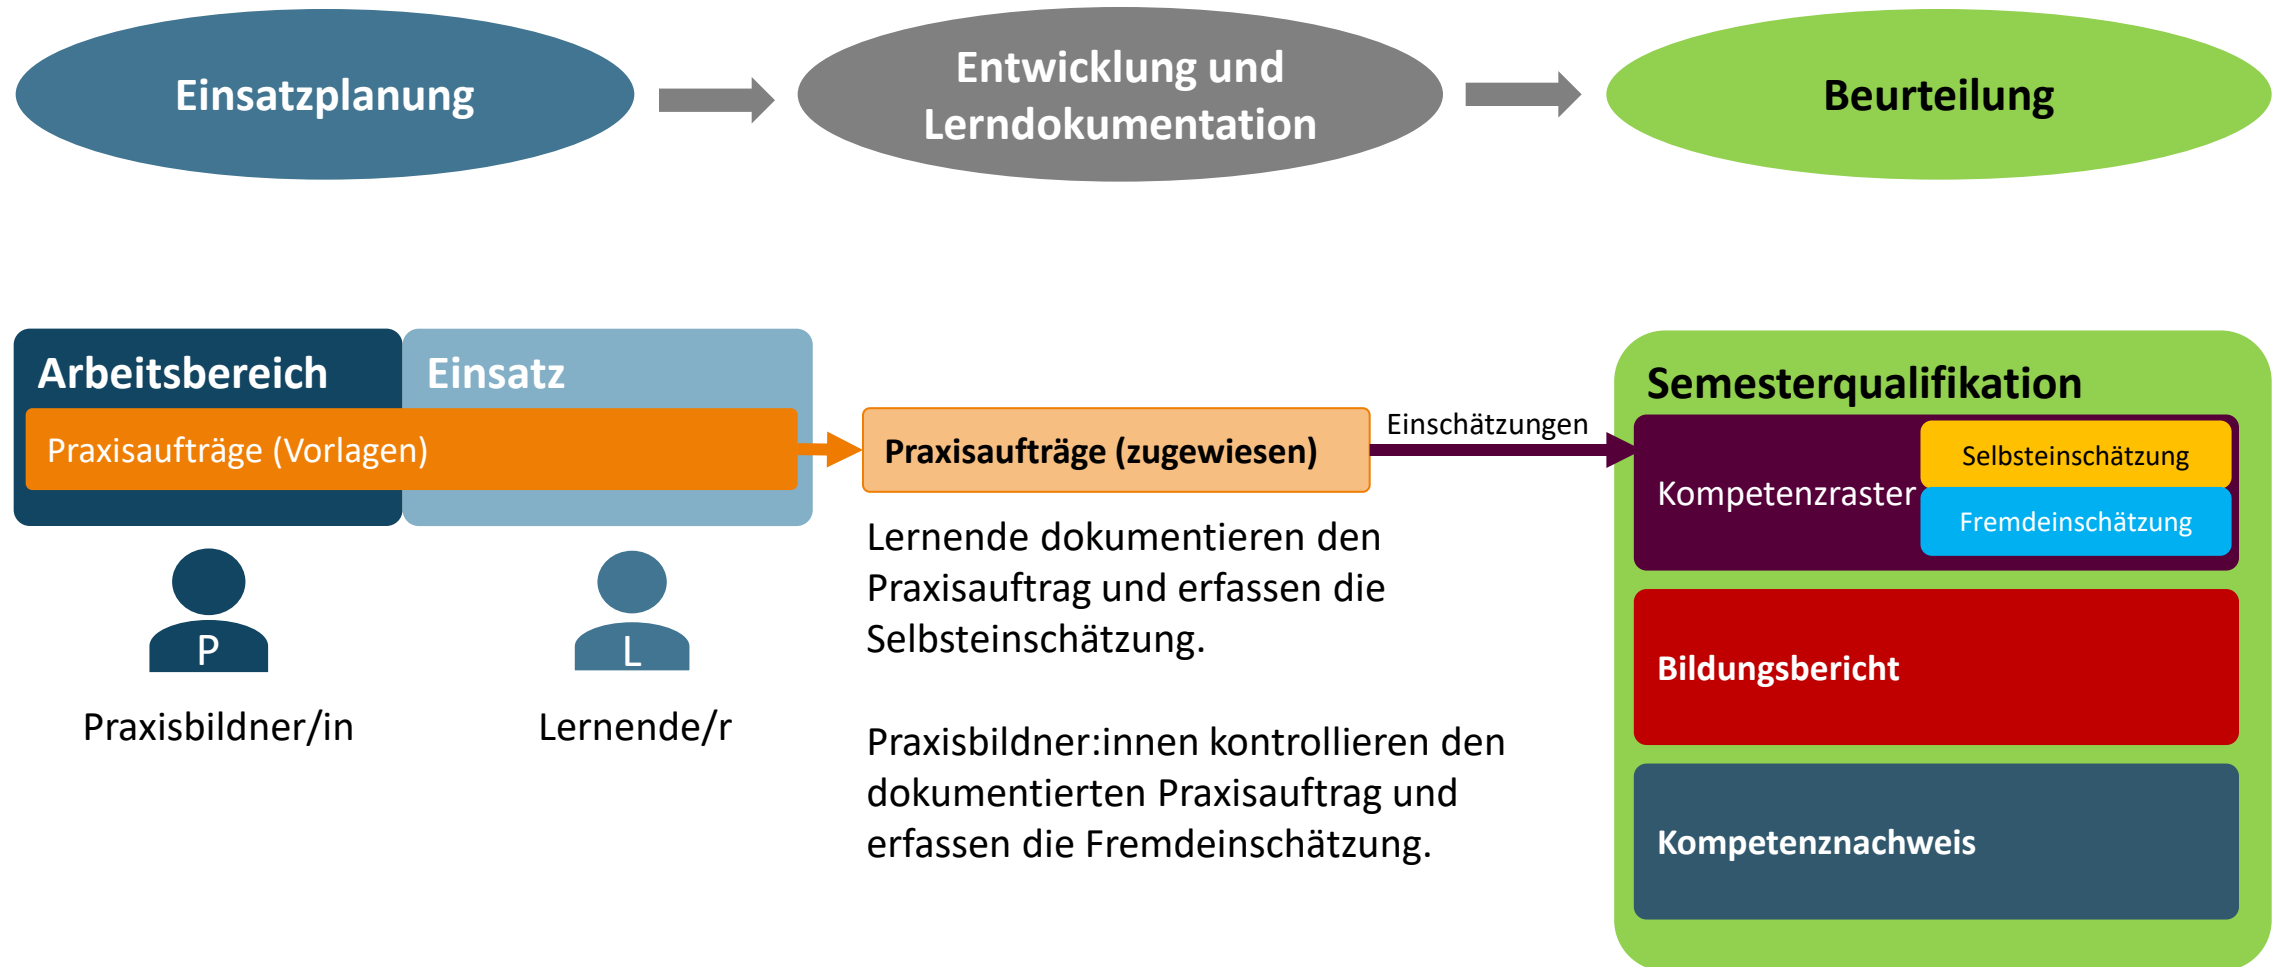 Einsatzplanung
Entwicklung und
Lerndokumentation
Beurteilung
Arbeitsbereich
Einsatz
Praxisaufträge (Vorlagen)
Praxisaufträge (zugewiesen)
Einschätzungen
Semesterqualifikation
Kompetenzraster
Selbsteinschätzung
Fremdeinschätzung
Bildungsbericht
Kompetenznachweis
P
L
Praxisbildner/in
Lernende/r
Lernende dokumentieren den
Praxisauftrag und erfassen die
Selbsteinschätzung.
Praxisbildner:innen kontrollieren den
dokumentierten Praxisauftrag und
erfassen die Fremdeinschätzung.